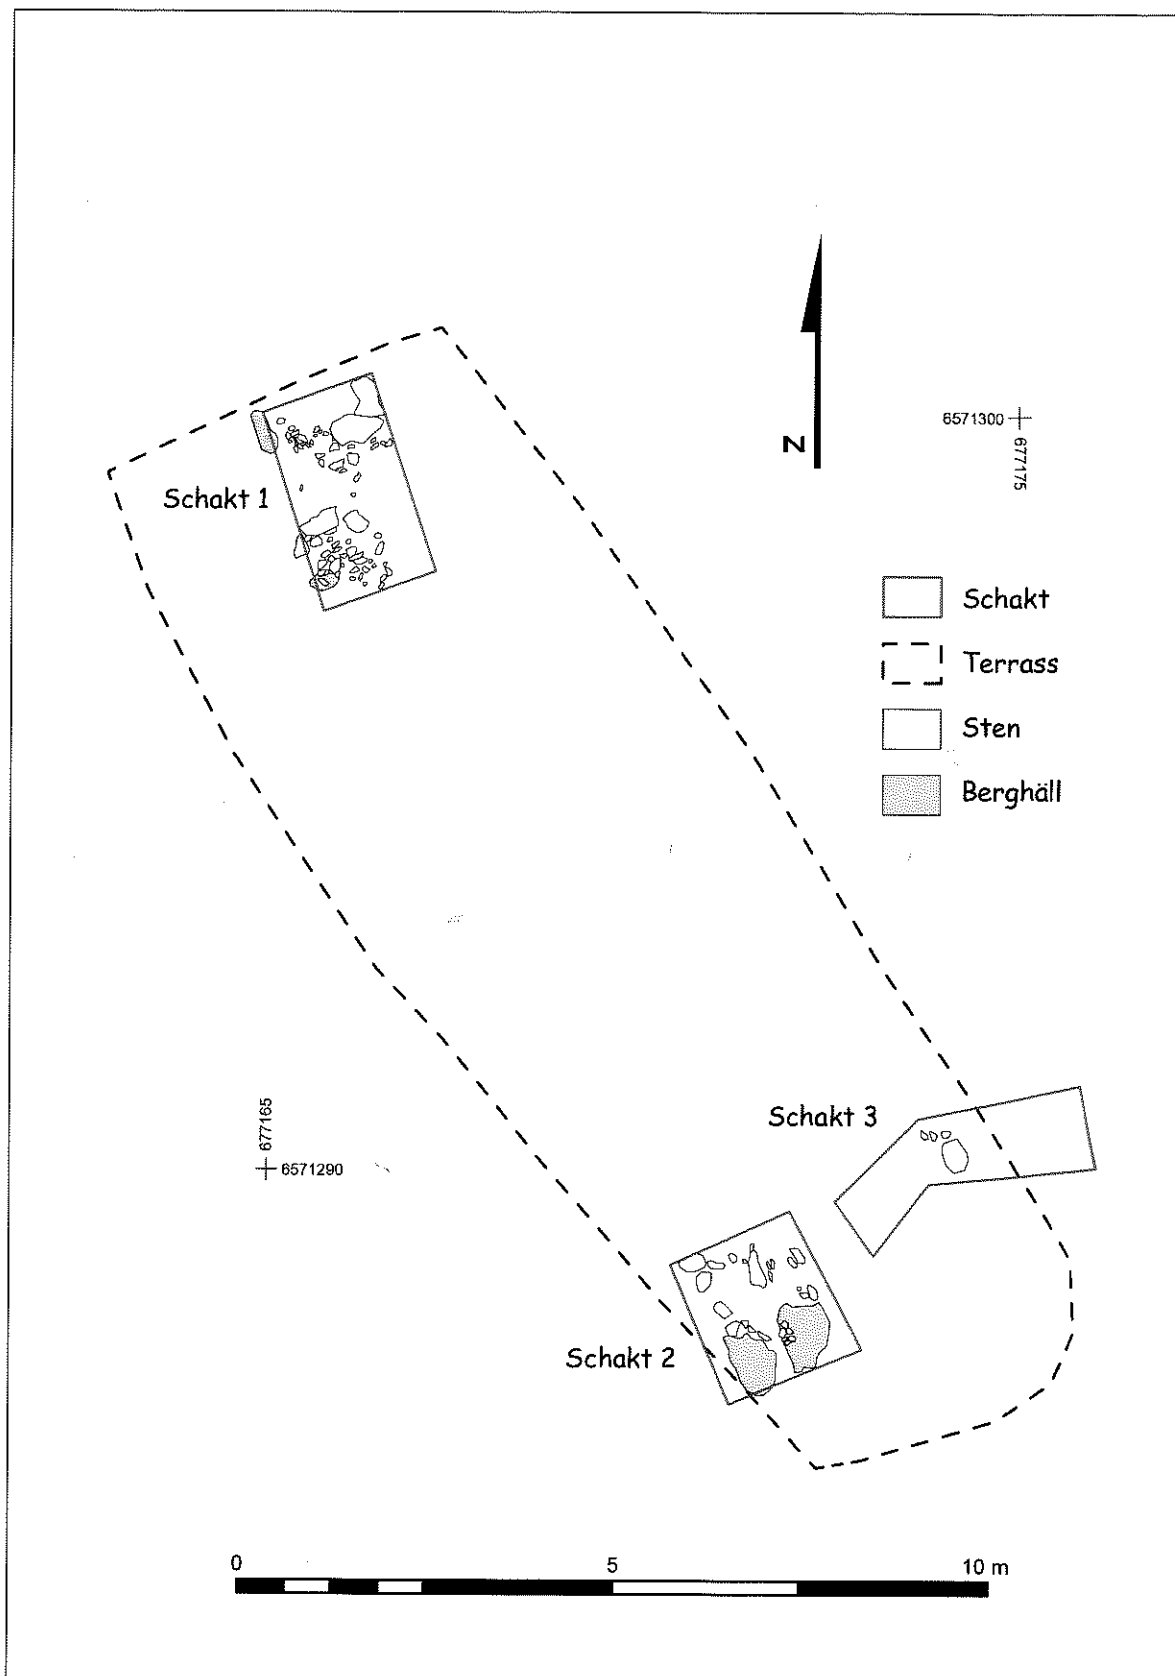 N
6571300
677175
Schakt 1
Schakt
Terrass
Sten
Berghäll
677165
6571290
Schakt 3
Schakt 2
0 5 10 m